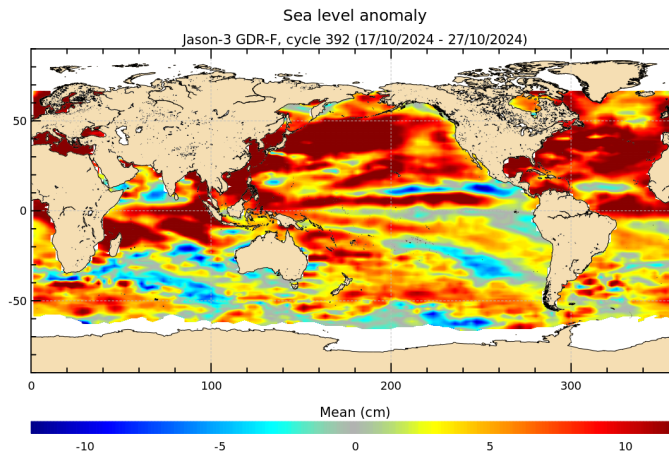 Sea level anomaly
Jason-3 GDR-F, cycle 392 (17/10/2024 - 27/10/2024)
50
0
-50
0 100 200 300
Mean (cm)
-10 -5 0 5 10